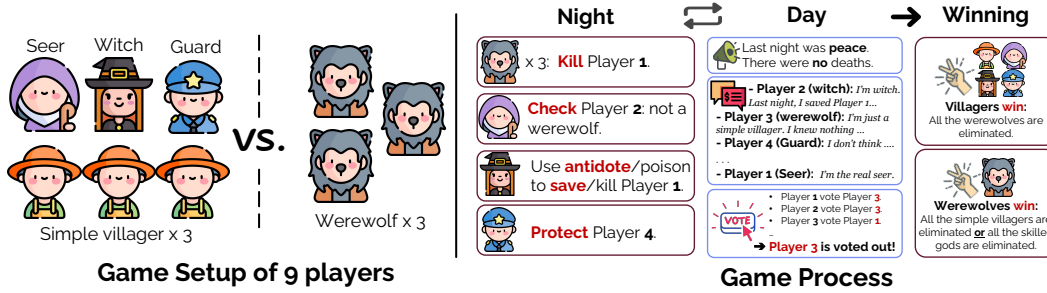 Seer
Witch
Guard
VS.
Simple villager x 3
Werewolf x 3
Game Setup of 9 players
Night
Day
Winning
x 3: Kill Player 1.
Check Player 2: not a
werewolf.
Use antidote/poison
to save/kill Player 1.
Protect Player 4.
Last night was peace.
There were no deaths.
- Player 2 (witch): I'm witch.
Last night, I saved Player 1...
- Player 3 (werewolf): I'm just a
simple villager. I knew nothing ...
- Player 4 (Guard): I don't think ....
. . .
- Player 1 (Seer): I'm the real seer.
VOTE
• Player 1 vote Player 3.
• Player 2 vote Player 3.
• Player 3 vote Player 1.
...
➔ Player 3 is voted out!
Villagers win:
All the werewolves are
eliminated.
Werewolves win:
All the simple villagers are
eliminated or all the skille
gods are eliminated.
Game Process